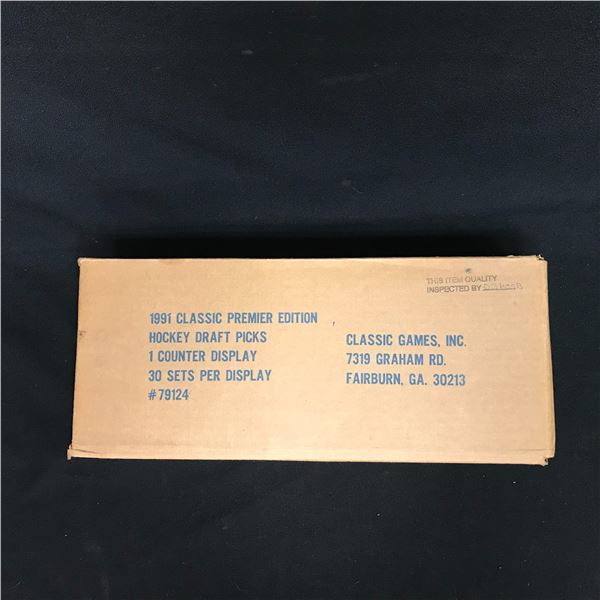 THIS ITEM QUALITY
INSPECTED BY
1991 CLASSIC PREMIER EDITION
HOCKEY DRAFT PICKS
1 COUNTER DISPLAY
30 SETS PER DISPLAY
#79124
CLASSIC GAMES, INC.
7319 GRAHAM RD.
FAIRBURN, GA. 30213